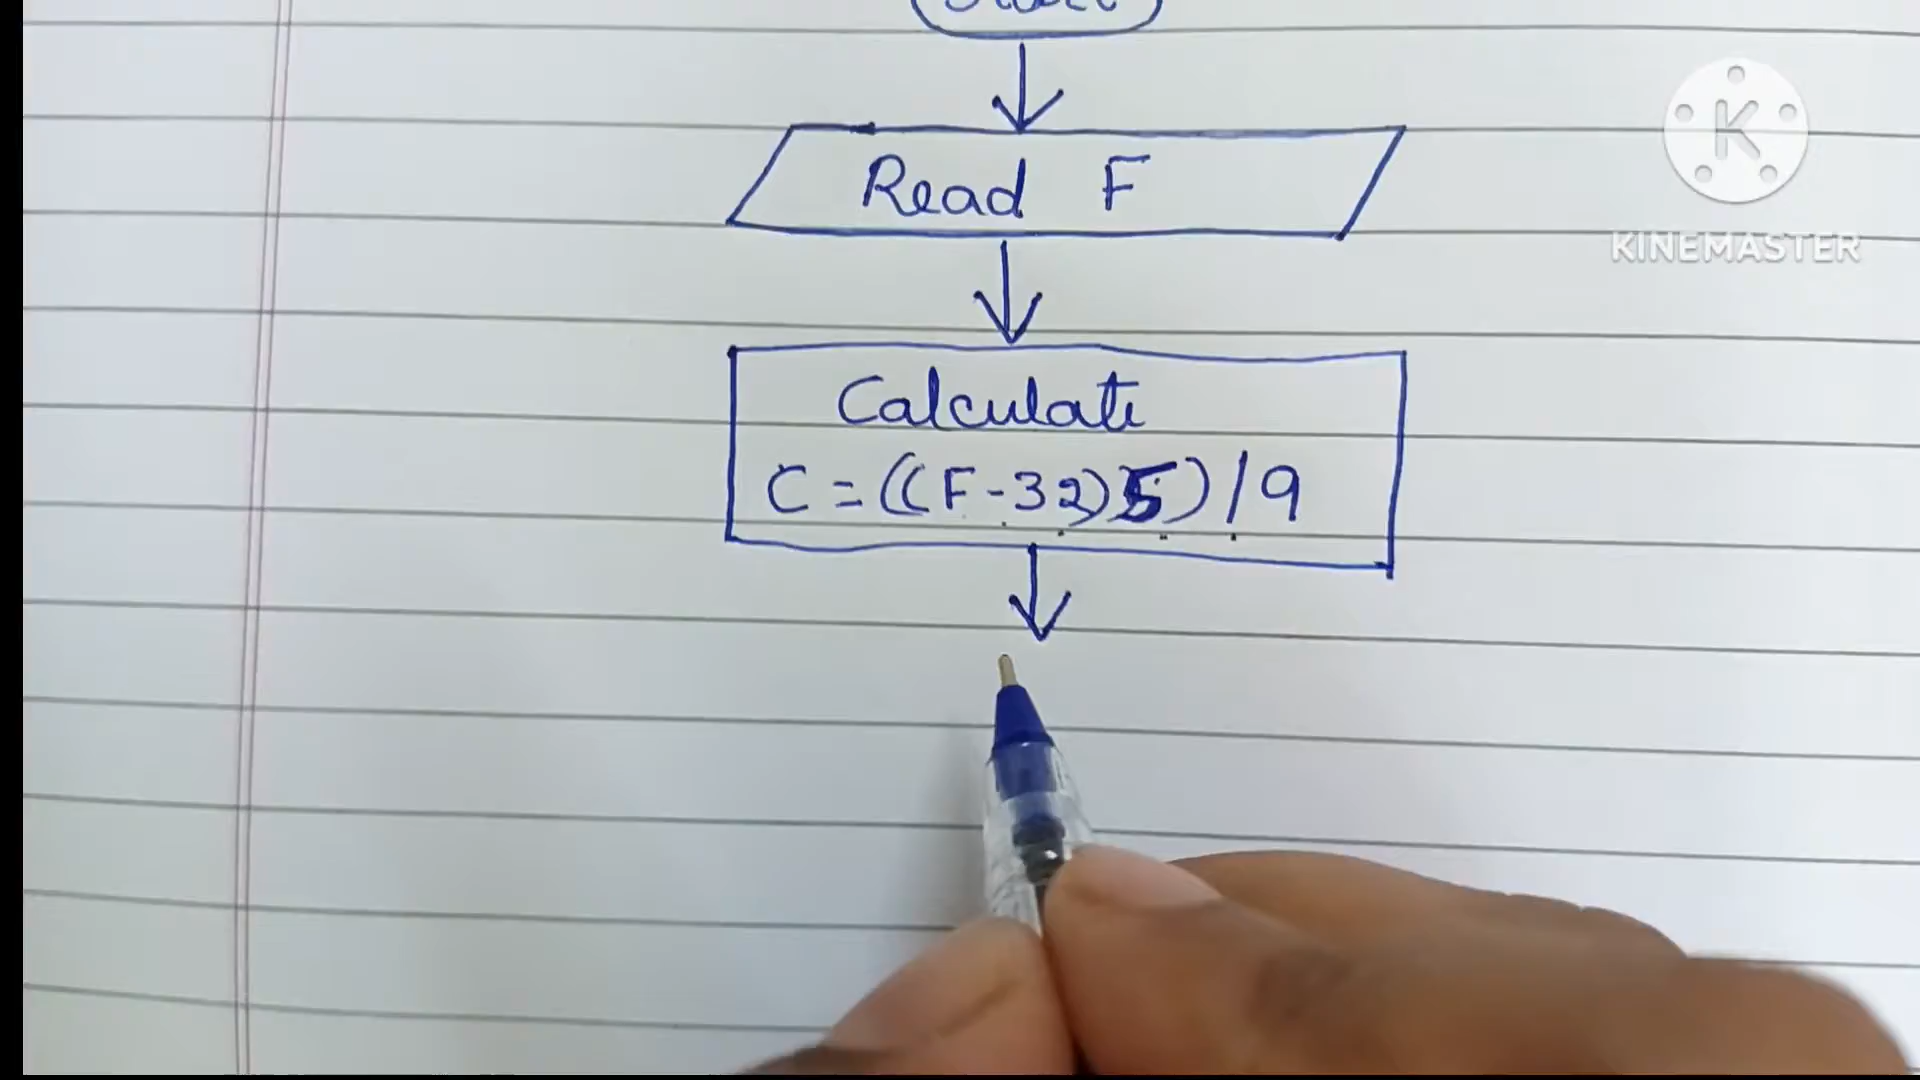 Read F
Calculate
C = ((F-32)5) / 9
K
KINEMASTER